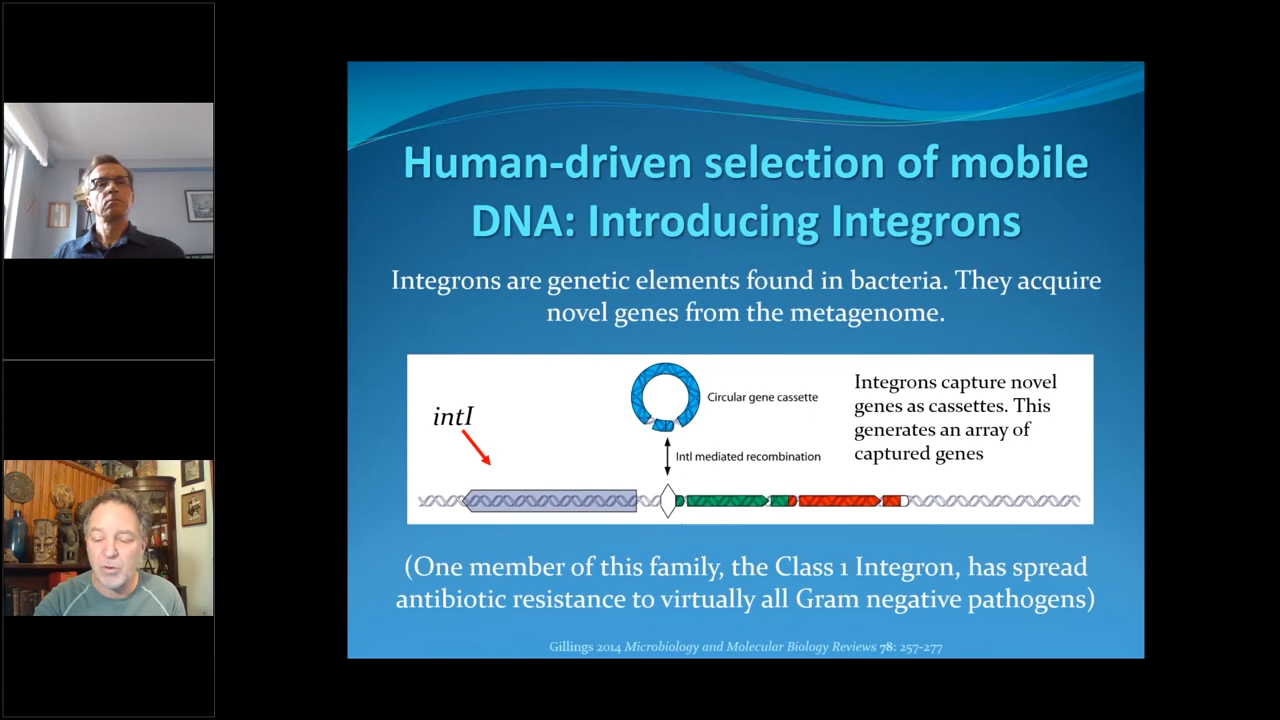 Human-driven selection of mobile
DNA: Introducing Integrons
Integrons are genetic elements found in bacteria. They acquire
novel genes from the metagenome.
intI
Circular gene cassette
IntI mediated recombination
Integrons capture novel
genes as cassettes. This
generates an array of
captured genes
(One member of this family, the Class 1 Integron, has spread
antibiotic resistance to virtually all Gram negative pathogens)
Gillings 2014 Microbiology and Molecular Biology Reviews 78: 257-277